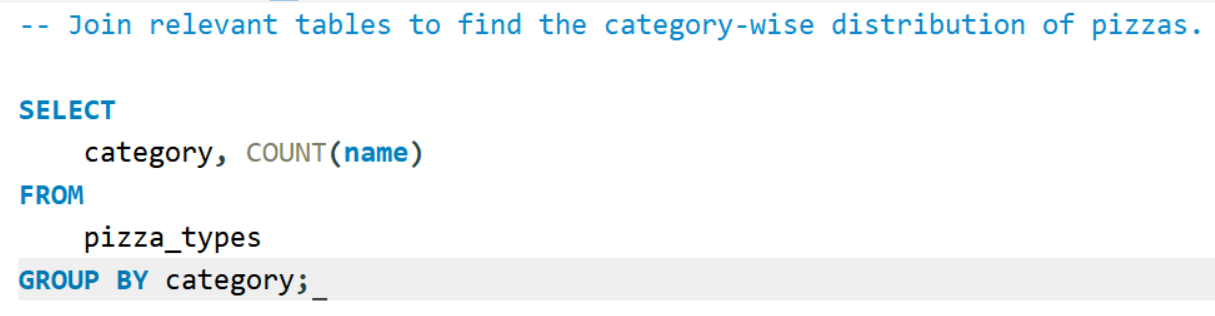 -- Join relevant tables to find the category-wise distribution of pizzas.
SELECT
category, COUNT(name)
FROM
pizza_types
GROUP BY category;_